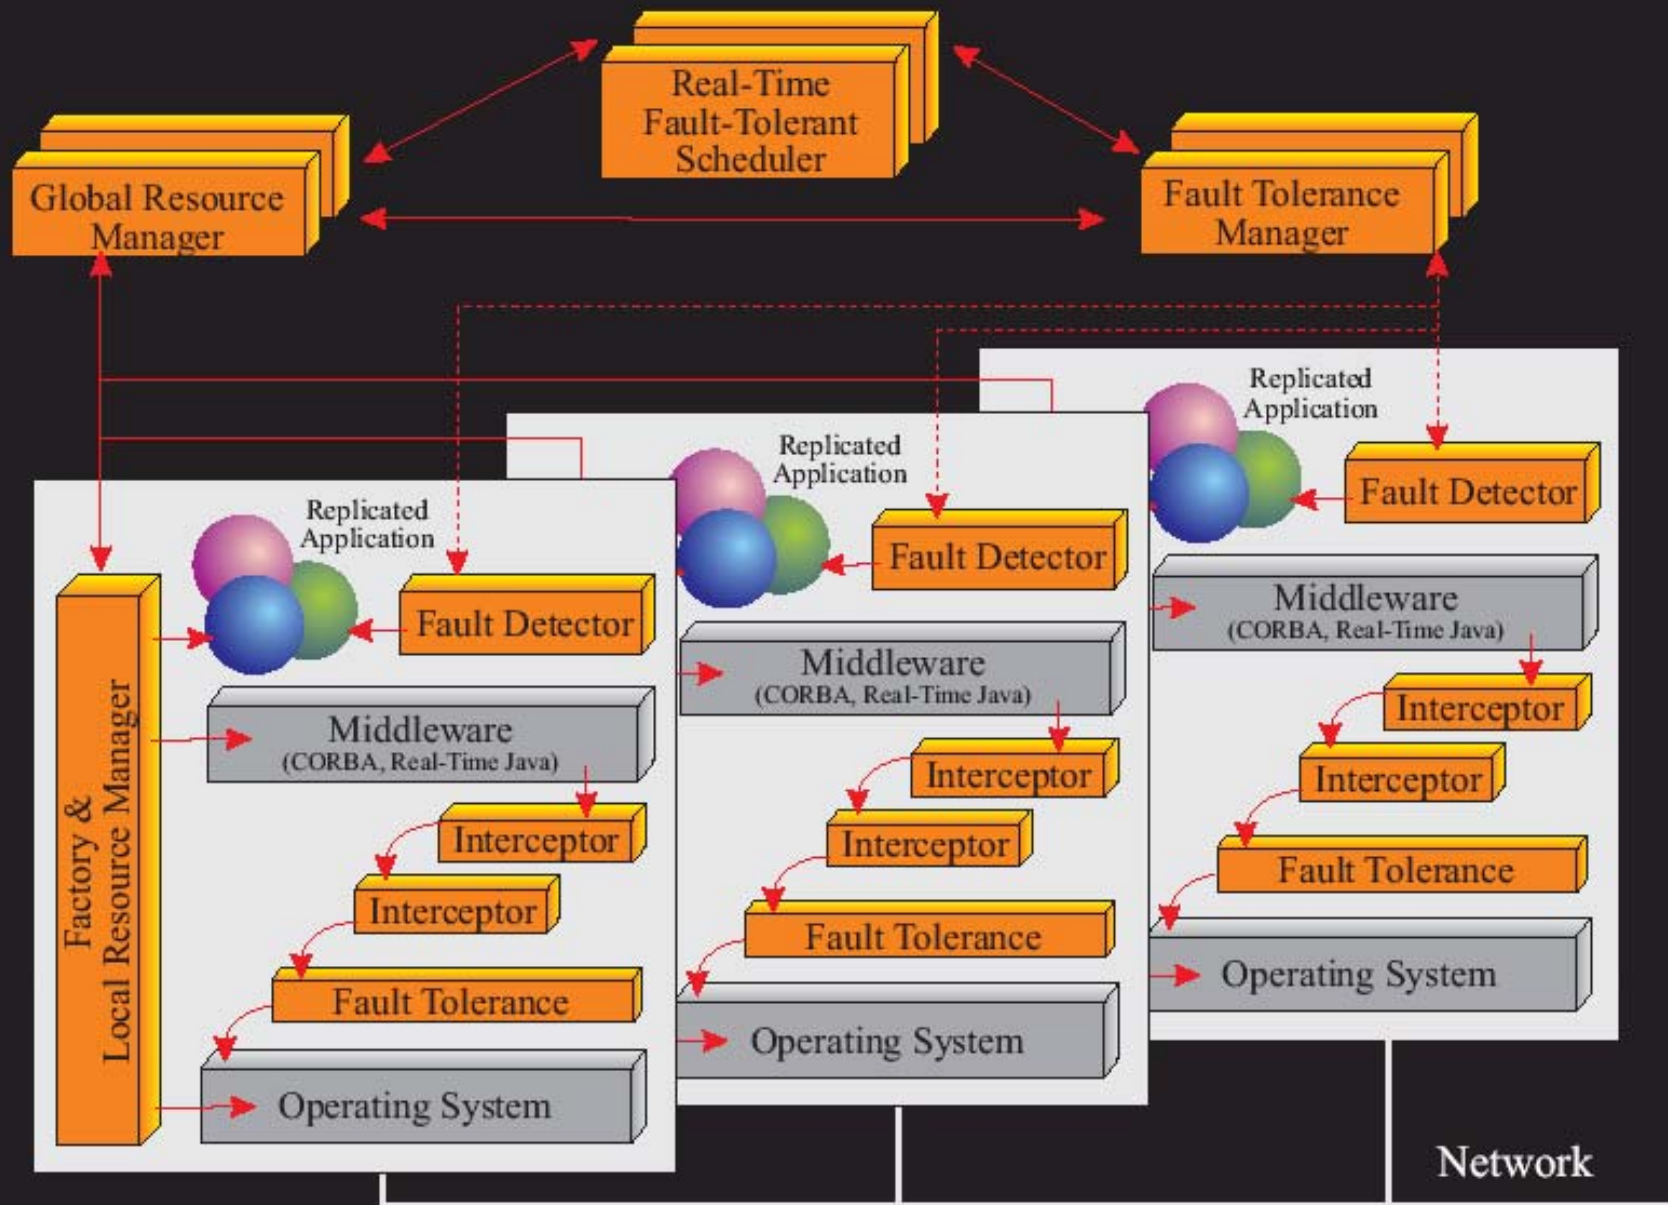 Real-Time
Fault-Tolerant
Scheduler
Global Resource
Manager
Fault Tolerance
Manager
Replicated
Application
Fault Detector
Middleware
(CORBA, Real-Time Java)
Interceptor
Interceptor
Fault Tolerance
Operating System
Replicated
Application
Fault Detector
Middleware
(CORBA, Real-Time Java)
Interceptor
Interceptor
Fault Tolerance
Operating System
Replicated
Application
Fault Detector
Middleware
(CORBA, Real-Time Java)
Interceptor
Interceptor
Fault Tolerance
Operating System
Factory &
Local Resource Manager
Network